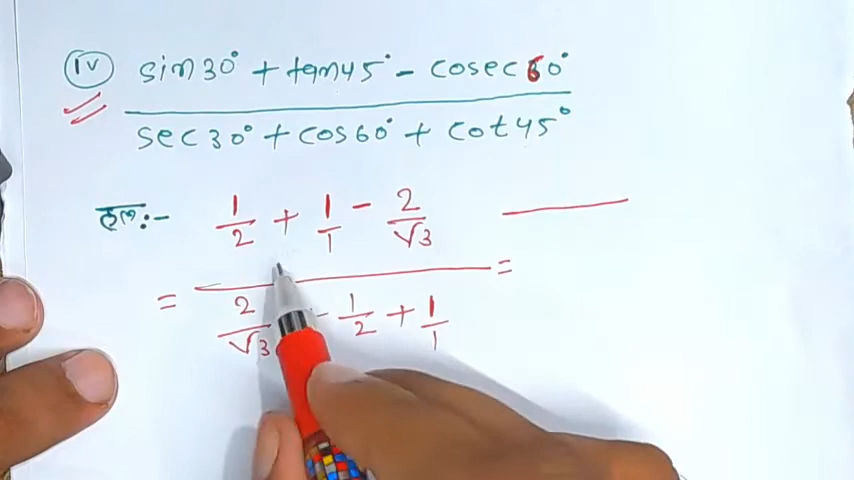 (iv) sin30° + tan45° - cosec60°
sec30° + cos60° + cot45°
हल:-
1/2 + 1/1 - 2/√3
= =
2/√3 1/2 + 1/1